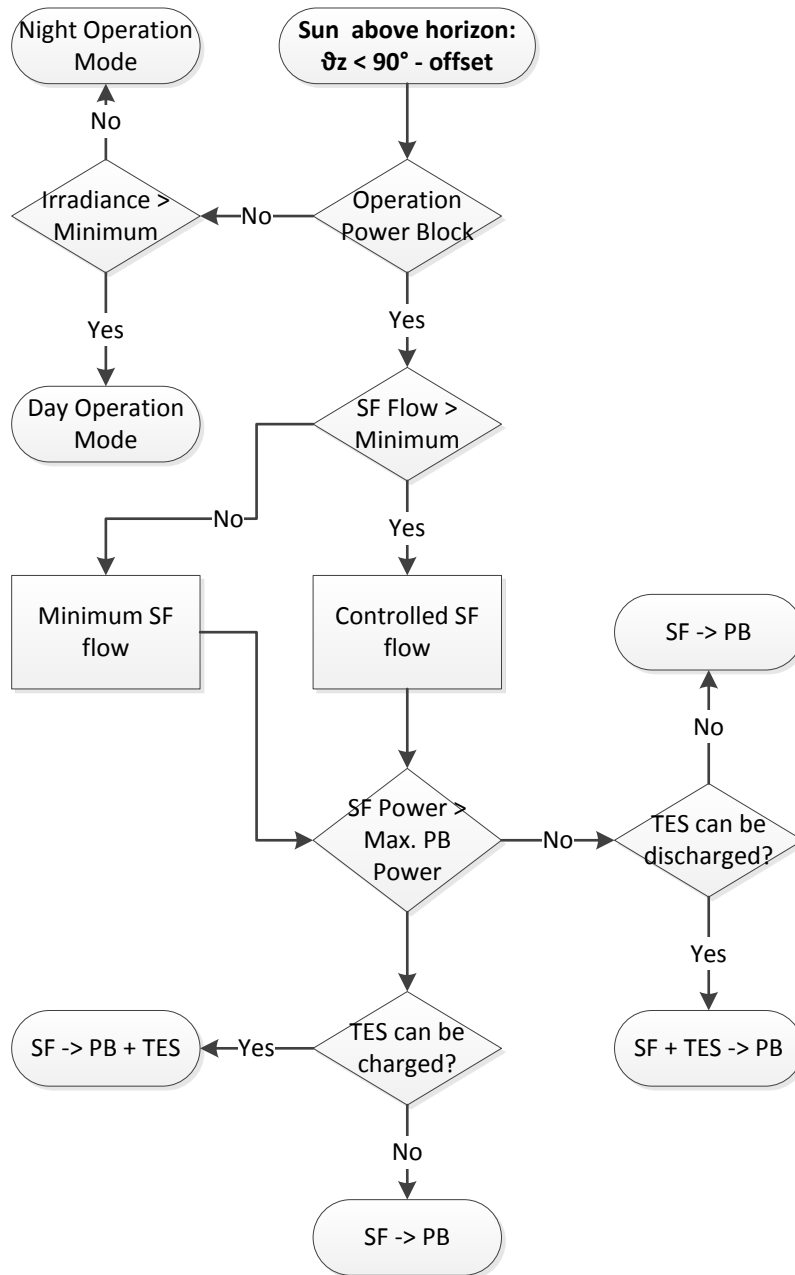 Night Operation
Mode
Sun above horizon:
ϑz < 90° - offset
No
Irradiance >
Minimum
No
Operation
Power Block
Yes
Yes
Day Operation
Mode
SF Flow >
Minimum
No
Yes
Minimum SF
flow
Controlled SF
flow
SF -> PB
No
SF Power >
Max. PB
Power
No
TES can be
discharged?
Yes
SF -> PB + TES
Yes
TES can be
charged?
SF + TES -> PB
No
SF -> PB